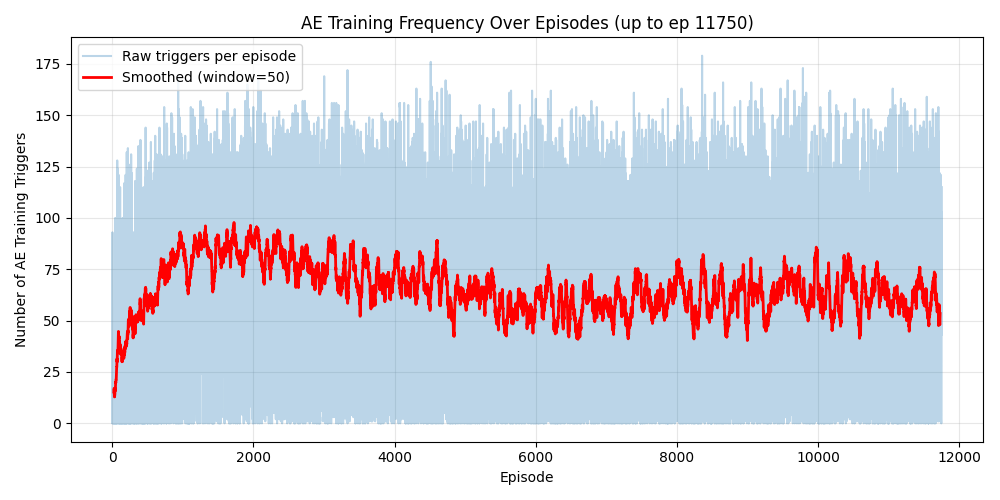 AE Training Frequency Over Episodes (up to ep 11750)
Raw triggers per episode
Smoothed (window=50)
Number of AE Training Triggers
175
150
125
100
75
50
25
0
0 2000 4000 6000 8000 10000 12000
Episode